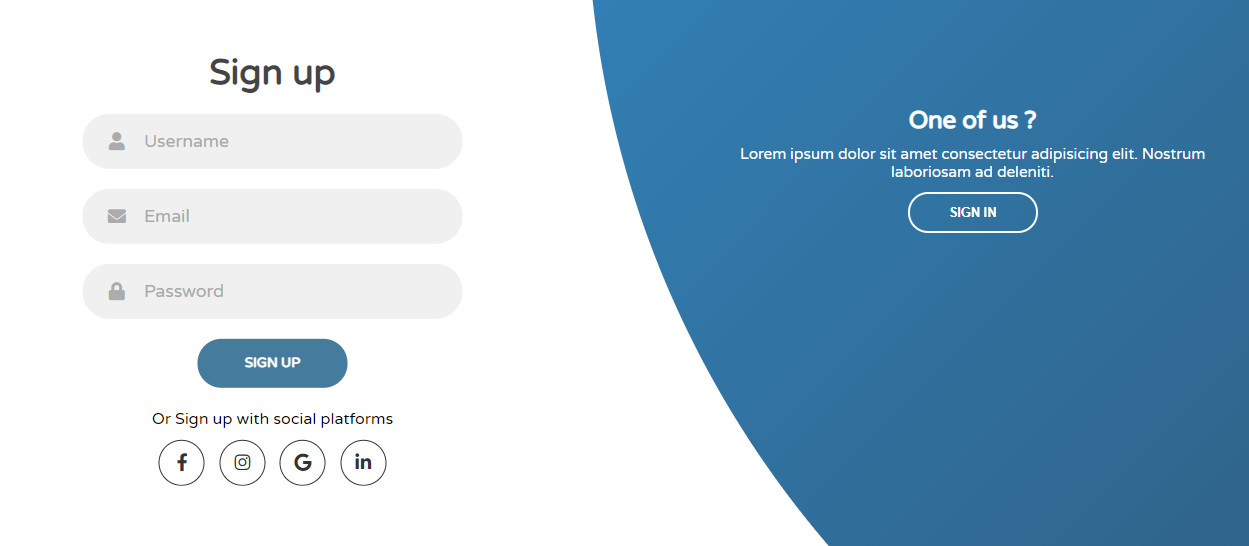 Sign up
Username
Email
Password
SIGN UP
Or Sign up with social platforms
One of us ?
Lorem ipsum dolor sit amet consectetur adipisicing elit. Nostrum
laboriosam ad deleniti.
SIGN IN